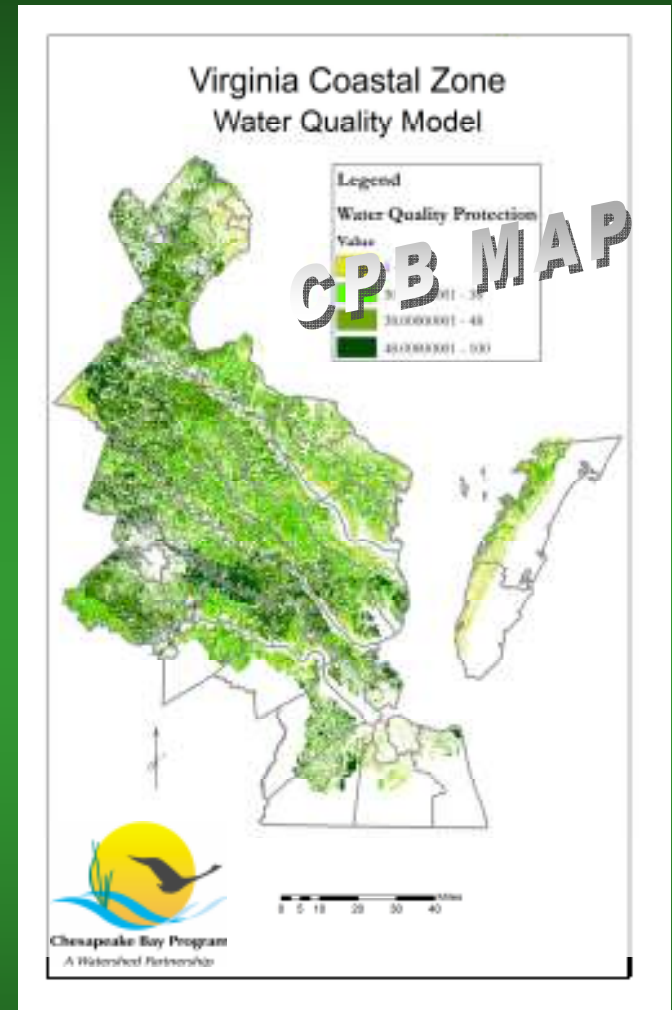 Virginia Coastal Zone
Water Quality Model
Legend
Water Quality Protection
Value
CPB MAP
38.00000001 - 48
48.00000001 - 100
0 5 10 20 30 40
Miles
Chesapeake Bay Program
A Watershed Partnership